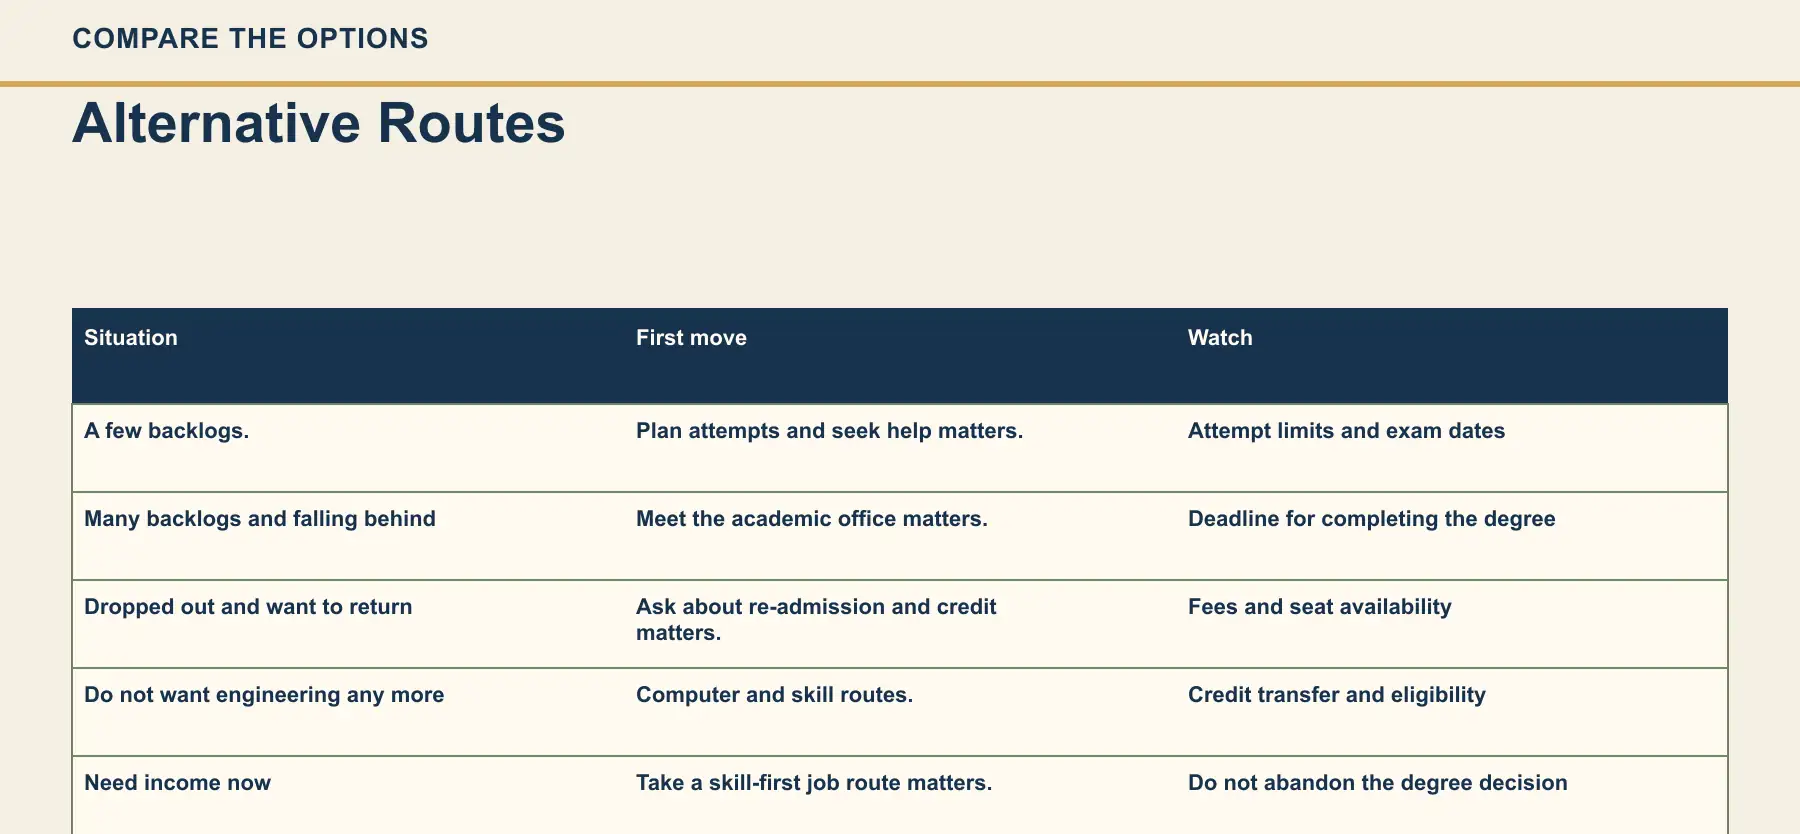 COMPARE THE OPTIONS
Alternative Routes
Situation First move Watch
A few backlogs. Plan attempts and seek help matters. Attempt limits and exam dates
Many backlogs and falling behind Meet the academic office matters. Deadline for completing the degree
Dropped out and want to return Ask about re-admission and credit Fees and seat availability
matters.
Do not want engineering any more Computer and skill routes. Credit transfer and eligibility
Need income now Take a skill-first job route matters. Do not abandon the degree decision